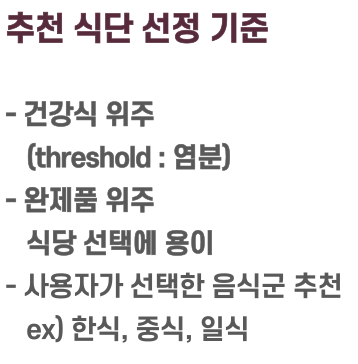 추천 식단 선정 기준
- 건강식 위주
(threshold : 염분)
- 완제품 위주
식당 선택에 용이
- 사용자가 선택한 음식군 추천
ex) 한식, 중식, 일식